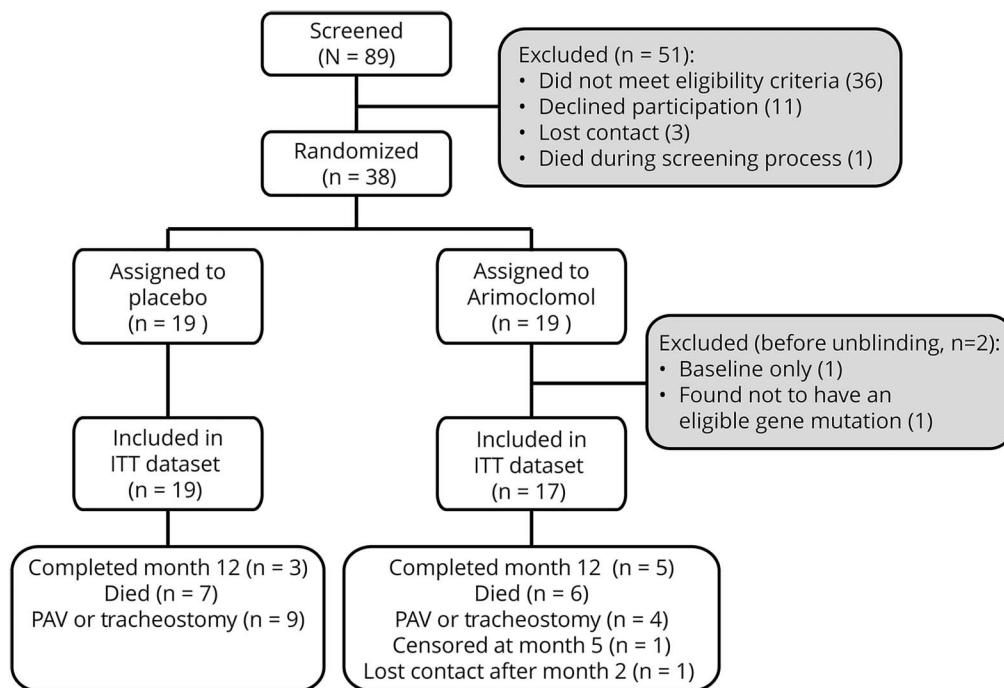 Screened
(N = 89)
Excluded (n = 51):
• Did not meet eligibility criteria (36)
• Declined participation (11)
• Lost contact (3)
• Died during screening process (1)
Randomized
(n = 38)
Assigned to
placebo
(n = 19 )
Assigned to
Arimoclomol
(n = 19 )
Excluded (before unblinding, n=2):
• Baseline only (1)
• Found not to have an
eligible gene mutation (1)
Included in
ITT dataset
(n = 19)
Included in
ITT dataset
(n = 17)
Completed month 12 (n = 3)
Died (n = 7)
PAV or tracheostomy (n = 9)
Completed month 12  (n = 5)
Died (n = 6)
PAV or tracheostomy (n = 4)
Censored at month 5 (n = 1)
Lost contact after month 2 (n = 1)